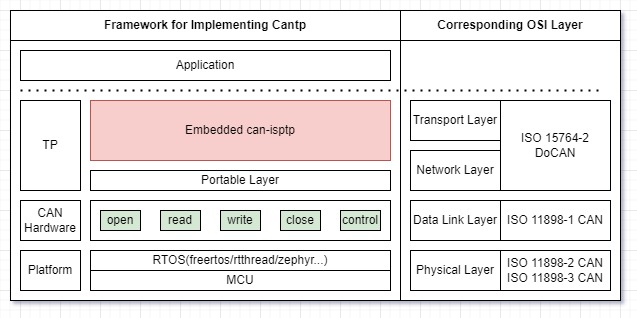 Framework for Implementing Cantp
Corresponding OSI Layer
Application
TP
Embedded can-isptp
Portable Layer
Transport Layer
Network Layer
ISO 15764-2
DoCAN
CAN
Hardware
open
read
write
close
control
Data Link Layer
ISO 11898-1 CAN
Platform
RTOS(freertos/rtthread/zephyr...)
MCU
Physical Layer
ISO 11898-2 CAN
ISO 11898-3 CAN